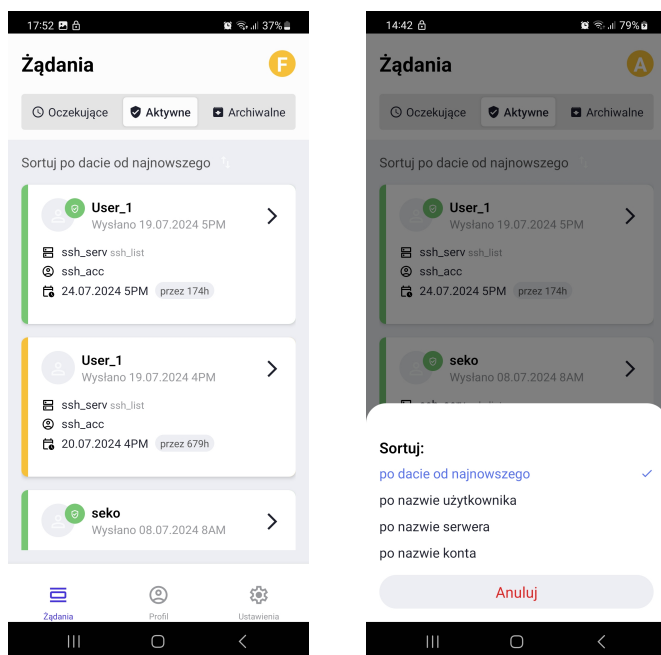 17:52 37%
Żądania F
Oczekujące Aktywne Archiwalne
Sortuj po dacie od najnowszego
User_1
Wysłano 19.07.2024 5PM
ssh_serv ssh_list
ssh_acc
24.07.2024 5PM przez 174h
User_1
Wysłano 19.07.2024 4PM
ssh_serv ssh_list
ssh_acc
20.07.2024 4PM przez 679h
seko
Wysłano 08.07.2024 8AM
Żądania Profil Ustawienia
14:42 79%
Żądania A
Oczekujące Aktywne Archiwalne
Sortuj po dacie od najnowszego
User_1
Wysłano 19.07.2024 5PM
ssh_serv ssh_list
ssh_acc
24.07.2024 5PM przez 174h
seko
Wysłano 08.07.2024 8AM
Sortuj:
po dacie od najnowszego
po nazwie użytkownika
po nazwie serwera
po nazwie konta
Anuluj